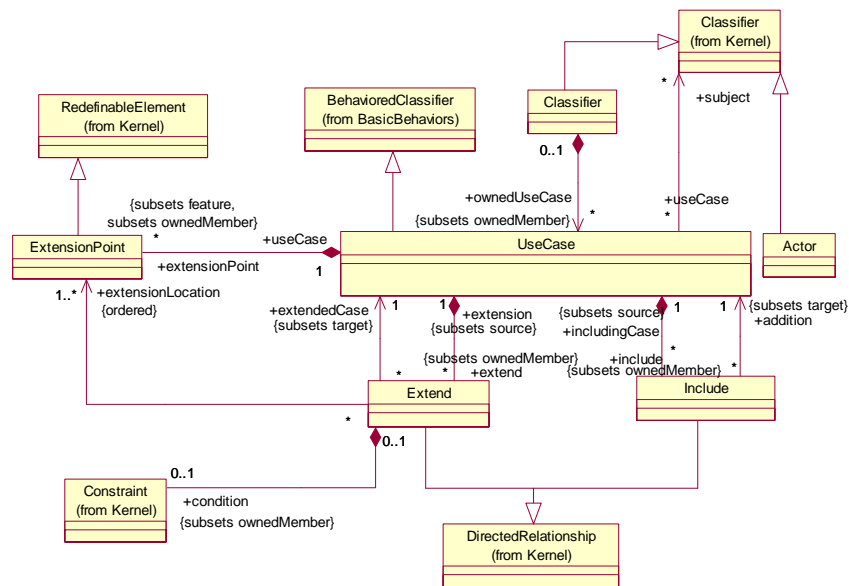 Classifier
(from Kernel)
*
+subject
RedefinableElement
(from Kernel)
BehavioredClassifier
(from BasicBehaviors)
Classifier
0..1
+ownedUseCase
{subsets ownedMember}
*
+useCase
*
{subsets feature,
subsets ownedMember}
*
+useCase
1
+extensionPoint
ExtensionPoint
UseCase
Actor
1..*
+extensionLocation
{ordered}
+extendedCase
{subsets target}
1
1
+extension
{subsets source}
{subsets source}
+includingCase
1
1
{subsets target}
+addition
{subsets ownedMember}
+extend
*
*
+include
{subsets ownedMember}
*
*
Extend
Include
*
0..1
0..1
+condition
{subsets ownedMember}
Constraint
(from Kernel)
DirectedRelationship
(from Kernel)